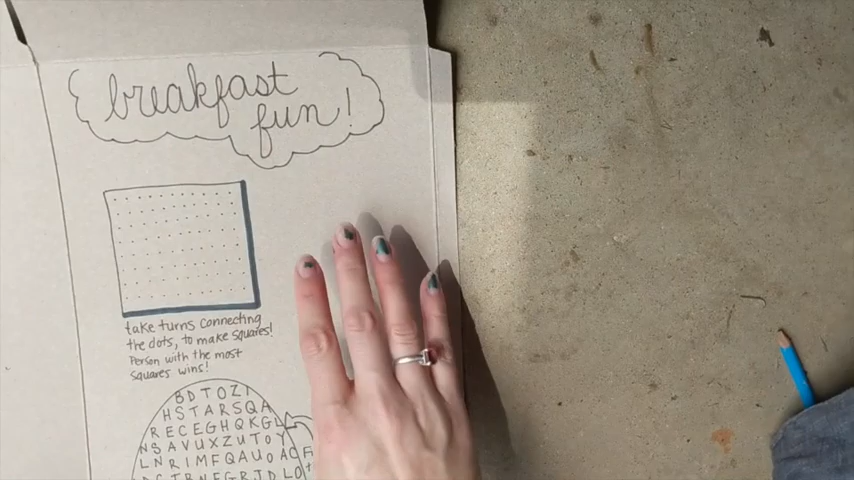 breakfast
fun!
take turns connecting
the dots, to make squares!
Person with the most
squares wins!
BDTOZI
HSTARSQA
RECEGHQKGL
NSAVUXZUTOY
LNRIMFQAUOACF